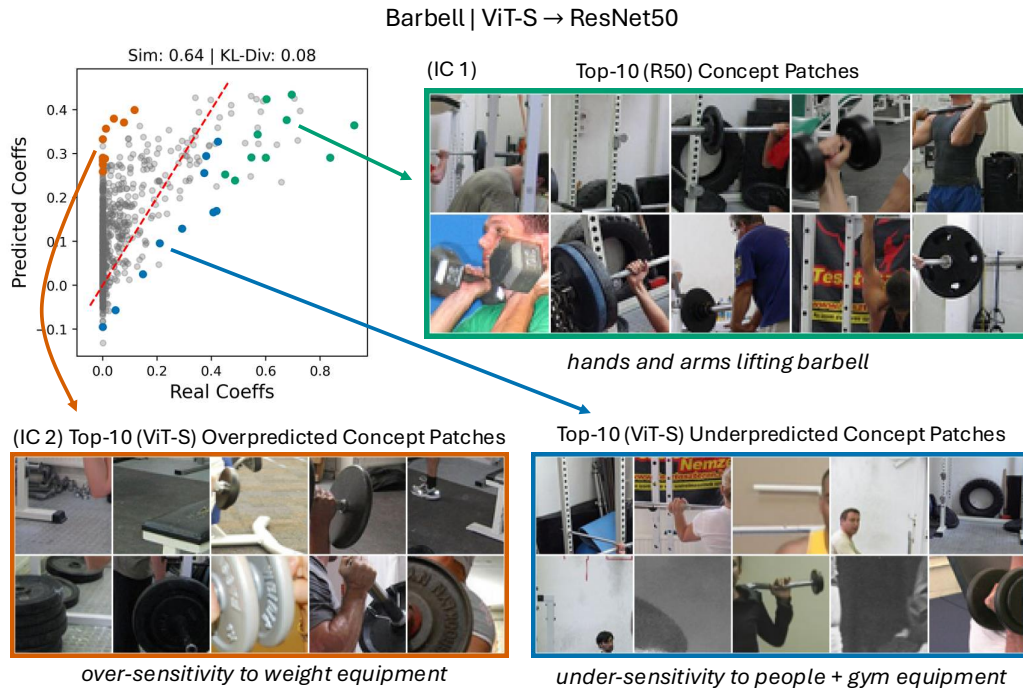 Barbell | ViT-S → ResNet50
Sim: 0.64 | KL-Div: 0.08
Predicted Coeffs
0.4
0.3
0.2
0.1
0.0
-0.1
0.0 0.2 0.4 0.6 0.8
Real Coeffs
(IC 1) Top-10 (R50) Concept Patches
hands and arms lifting barbell
(IC 2) Top-10 (ViT-S) Overpredicted Concept Patches
over-sensitivity to weight equipment
Top-10 (ViT-S) Underpredicted Concept Patches
Nemze
under-sensitivity to people + gym equipment